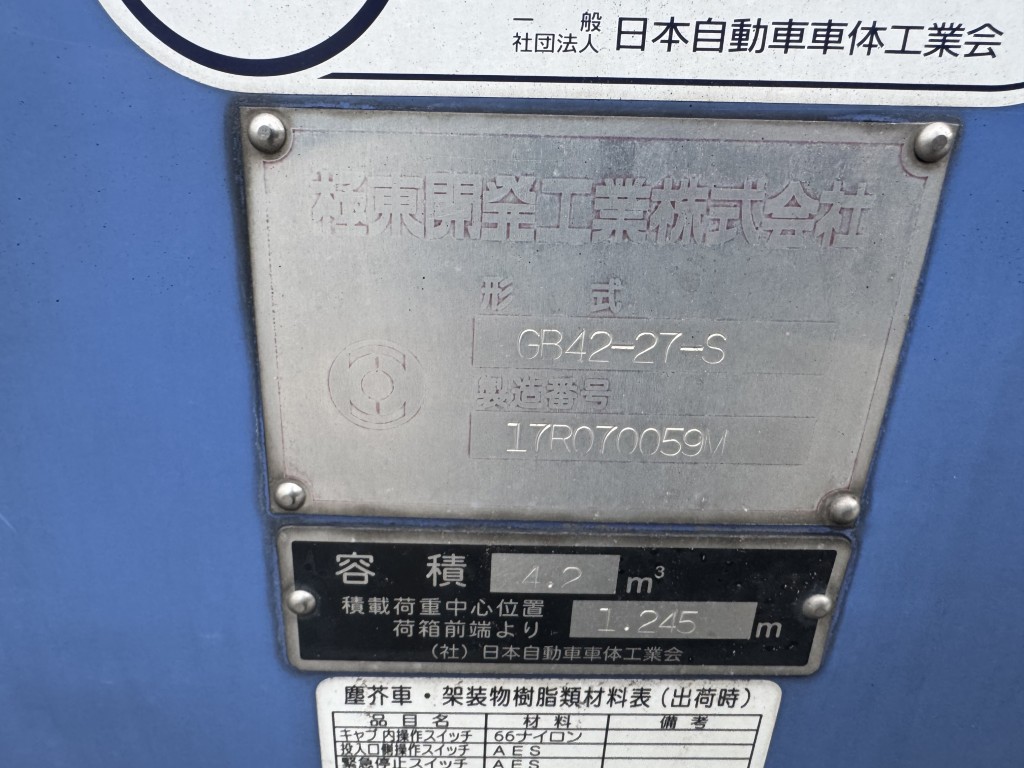 一般
社団法人 日本自動車車体工業会
極東開発工業株式会社
形 式
GB42-27-S
製造番号
17R070059M
容 積 4.2 m³
積載荷重中心位置
荷箱前端より 1.245 m
(社) 日本自動車車体工業会
塵芥車・架装物樹脂類材料表(出荷時)
品目名 材料 備考
キャブ内操作スイッチ 66ナイロン
投入口側操作スイッチ AES
緊急停止スイッチ AES